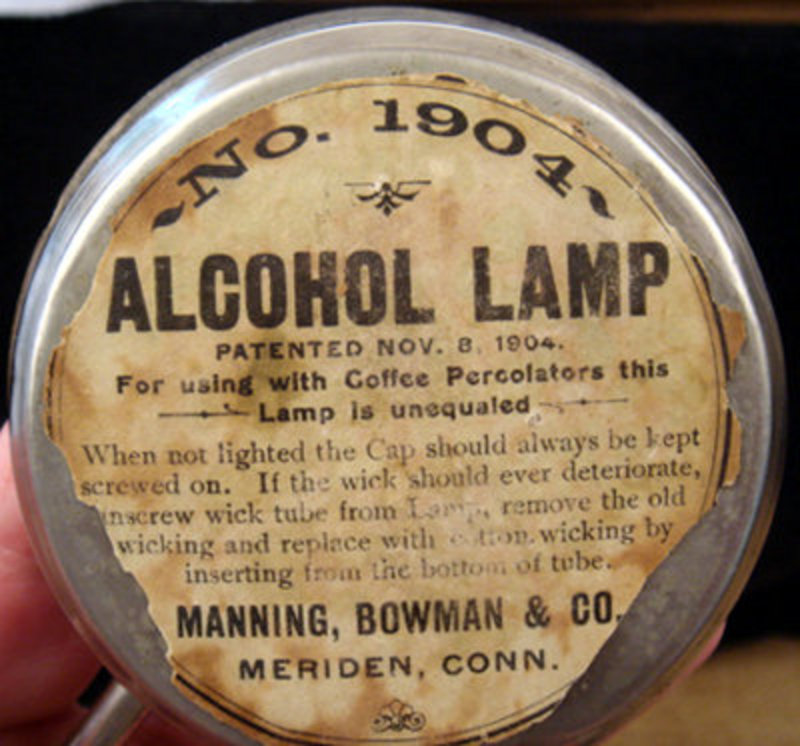 No. 1904
ALCOHOL LAMP
PATENTED NOV. 8, 1904.
For using with Coffee Percolators this
Lamp is unequaled
When not lighted the Cap should always be kept
screwed on. If the wick should ever deteriorate,
unscrew wick tube from Lamp, remove the old
wicking and replace with cotton wicking by
inserting from the bottom of tube.
MANNING, BOWMAN & CO.
MERIDEN, CONN.